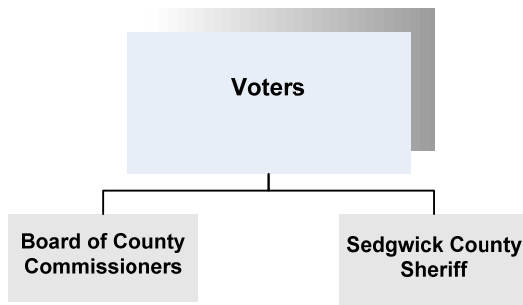 Voters
Board of County
Commissioners
Sedgwick County
Sheriff